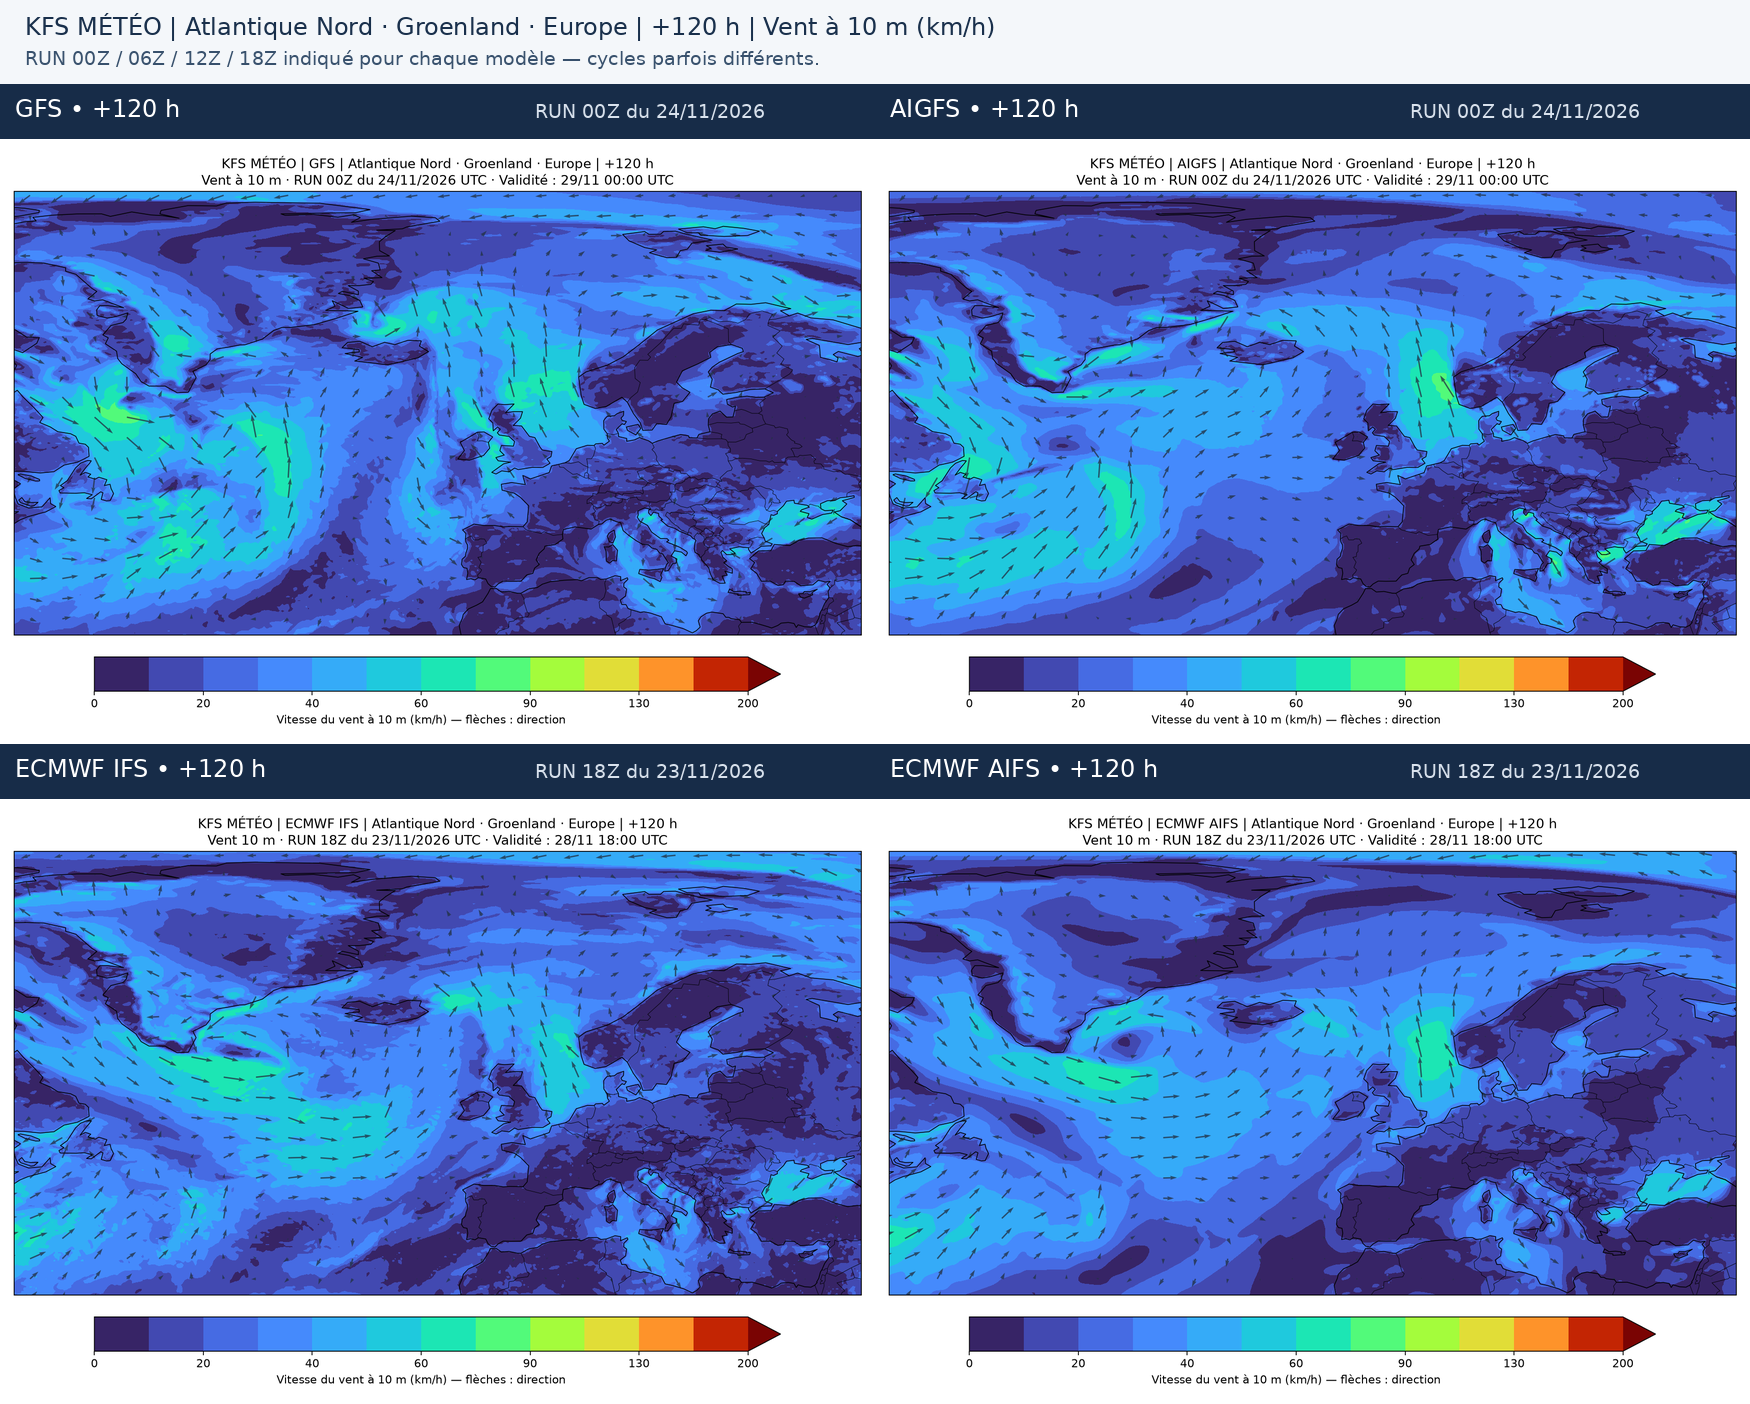 KFS MÉTÉO | Atlantique Nord · Groenland · Europe | +120 h | Vent à 10 m (km/h)
RUN 00Z / 06Z / 12Z / 18Z indiqué pour chaque modèle — cycles parfois différents.
GFS • +120 h RUN 00Z du 24/11/2026
KFS MÉTÉO | GFS | Atlantique Nord · Groenland · Europe | +120 h
Vent à 10 m · RUN 00Z du 24/11/2026 UTC · Validité : 29/11 00:00 UTC
0 20 40 60 90 130 200
Vitesse du vent à 10 m (km/h) — flèches : direction
AIGFS • +120 h RUN 00Z du 24/11/2026
KFS MÉTÉO | AIGFS | Atlantique Nord · Groenland · Europe | +120 h
Vent à 10 m · RUN 00Z du 24/11/2026 UTC · Validité : 29/11 00:00 UTC
0 20 40 60 90 130 200
Vitesse du vent à 10 m (km/h) — flèches : direction
ECMWF IFS • +120 h RUN 18Z du 23/11/2026
KFS MÉTÉO | ECMWF IFS | Atlantique Nord · Groenland · Europe | +120 h
Vent 10 m · RUN 18Z du 23/11/2026 UTC · Validité : 28/11 18:00 UTC
0 20 40 60 90 130 200
Vitesse du vent à 10 m (km/h) — flèches : direction
ECMWF AIFS • +120 h RUN 18Z du 23/11/2026
KFS MÉTÉO | ECMWF AIFS | Atlantique Nord · Groenland · Europe | +120 h
Vent 10 m · RUN 18Z du 23/11/2026 UTC · Validité : 28/11 18:00 UTC
0 20 40 60 90 130 200
Vitesse du vent à 10 m (km/h) — flèches : direction